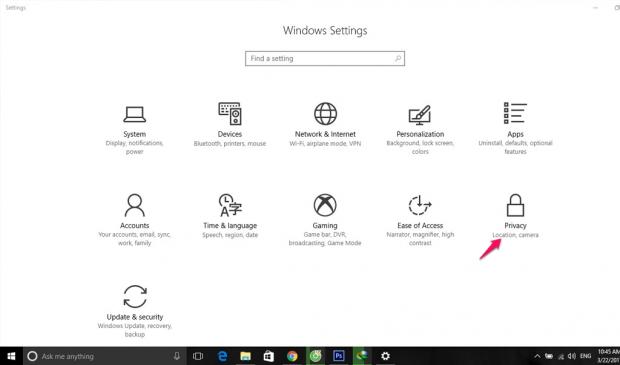 Settings
Windows Settings
Find a setting
System
Display, notifications,
power
Devices
Bluetooth, printers, mouse
Network & Internet
Wi-Fi, airplane mode, VPN
Personalization
Background, lock screen,
colors
Apps
Uninstall, defaults, optional
features
Accounts
Your accounts, email, sync,
work, family
Time & language
Speech, region, date
Gaming
Game bar, DVR,
broadcasting, Game Mode
Ease of Access
Narrator, magnifier, high
contrast
Privacy
Location, camera
Update & security
Windows Update, recovery,
backup
Ask me anything
ENG
10:45 AM
3/22/201